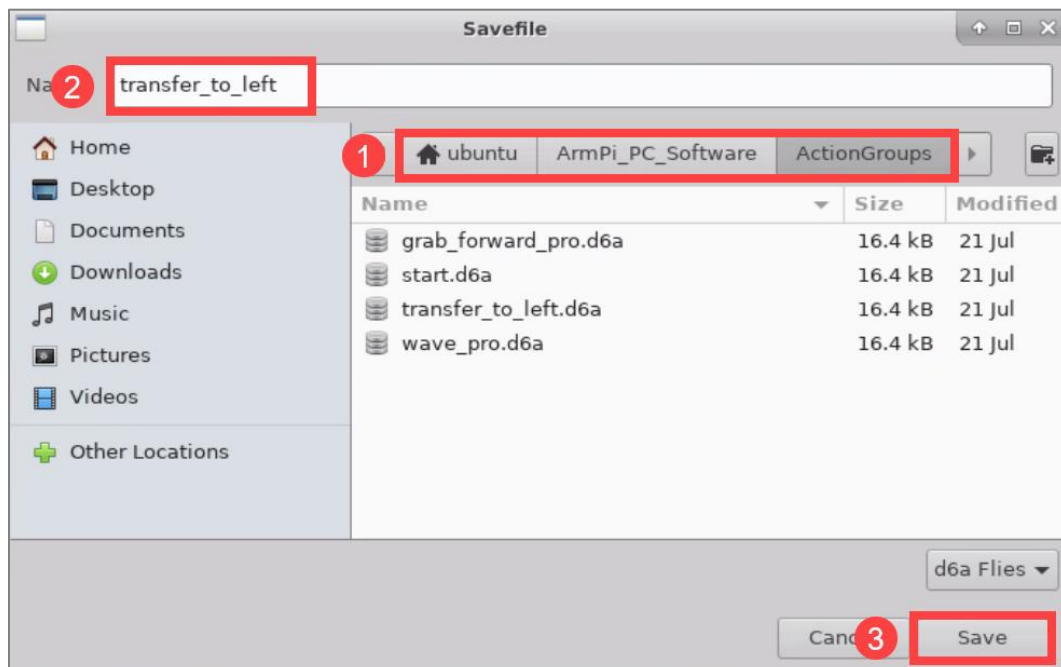 Savefile
Na 2 transfer_to_left
1 ubuntu ArmPi_PC_Software ActionGroups
Home
Desktop
Documents
Downloads
Music
Pictures
Videos
Other Locations
Name Size Modified
grab_forward_pro.d6a 16.4 kB 21 Jul
start.d6a 16.4 kB 21 Jul
transfer_to_left.d6a 16.4 kB 21 Jul
wave_pro.d6a 16.4 kB 21 Jul
d6a Flies
Canc 3 Save